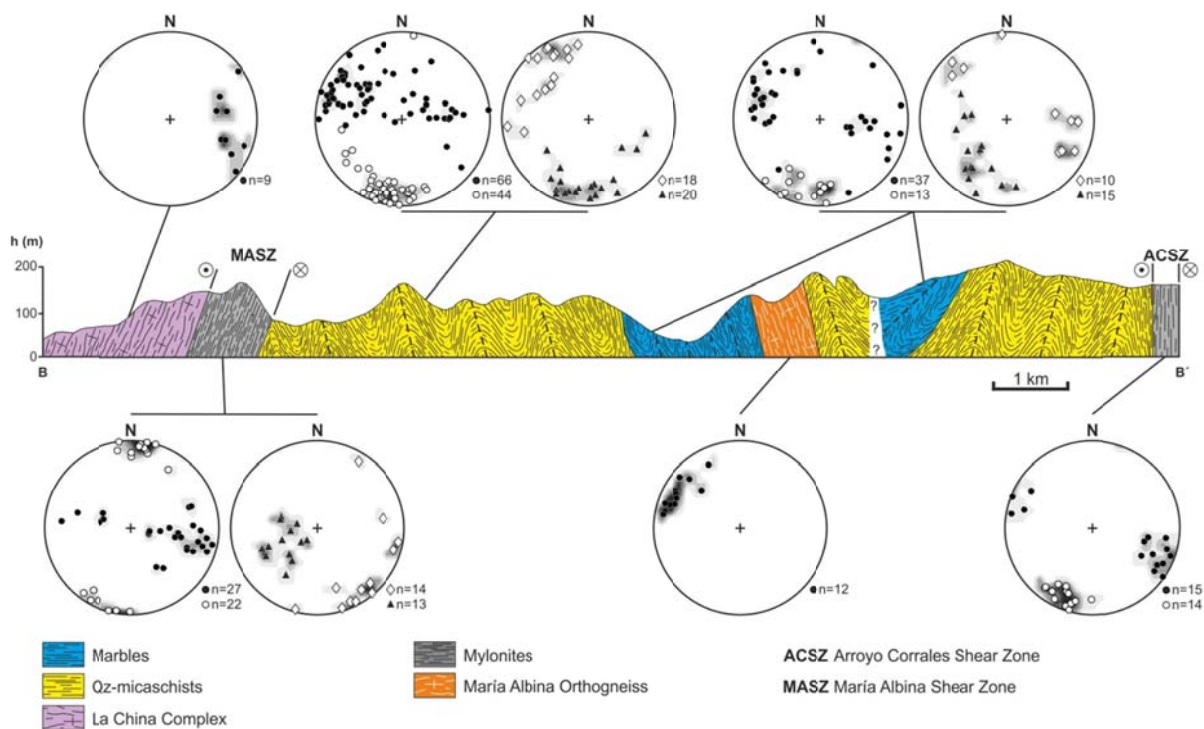 N N N N N
n=9
n=66
n=44
n=18
n=20
n=37
n=13
n=10
n=15
h (m)
MASZ
ACSZ
200
100
0
?
?
?
B
B´
1 km
N N N N
n=27
n=22
n=14
n=13
n=12
n=15
n=14
Marbles
Qz-micaschists
La China Complex
Mylonites
María Albina Orthogneiss
ACSZ Arroyo Corrales Shear Zone
MASZ María Albina Shear Zone